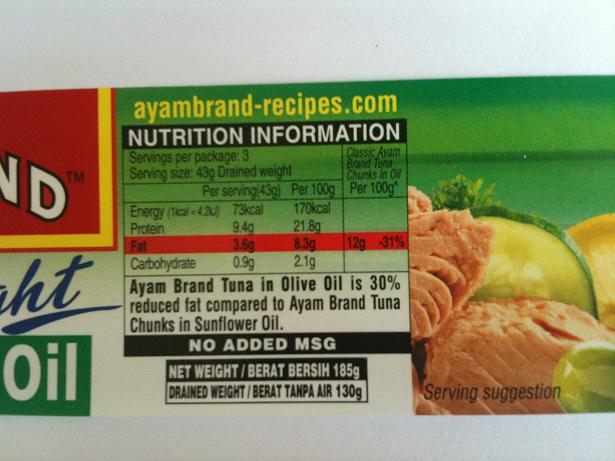 ND TM
ght
Oil
ayambrand-recipes.com
NUTRITION INFORMATION
Servings per package: 3
Serving size: 43g Drained weight
Classic Ayam
Brand Tuna
Chunks in Oil
Per serving(43g) Per 100g Per 100g*
Energy (1kcal = 4.2kJ) 73kcal 170kcal
Protein 9.4g 21.8g
Fat 3.6g 8.3g 12g -31%
Carbohydrate 0.9g 2.1g
Ayam Brand Tuna in Olive Oil is 30%
reduced fat compared to Ayam Brand Tuna
Chunks in Sunflower Oil.
NO ADDED MSG
NET WEIGHT / BERAT BERSIH 185g
DRAINED WEIGHT / BERAT TANPA AIR 130g
Serving suggestion